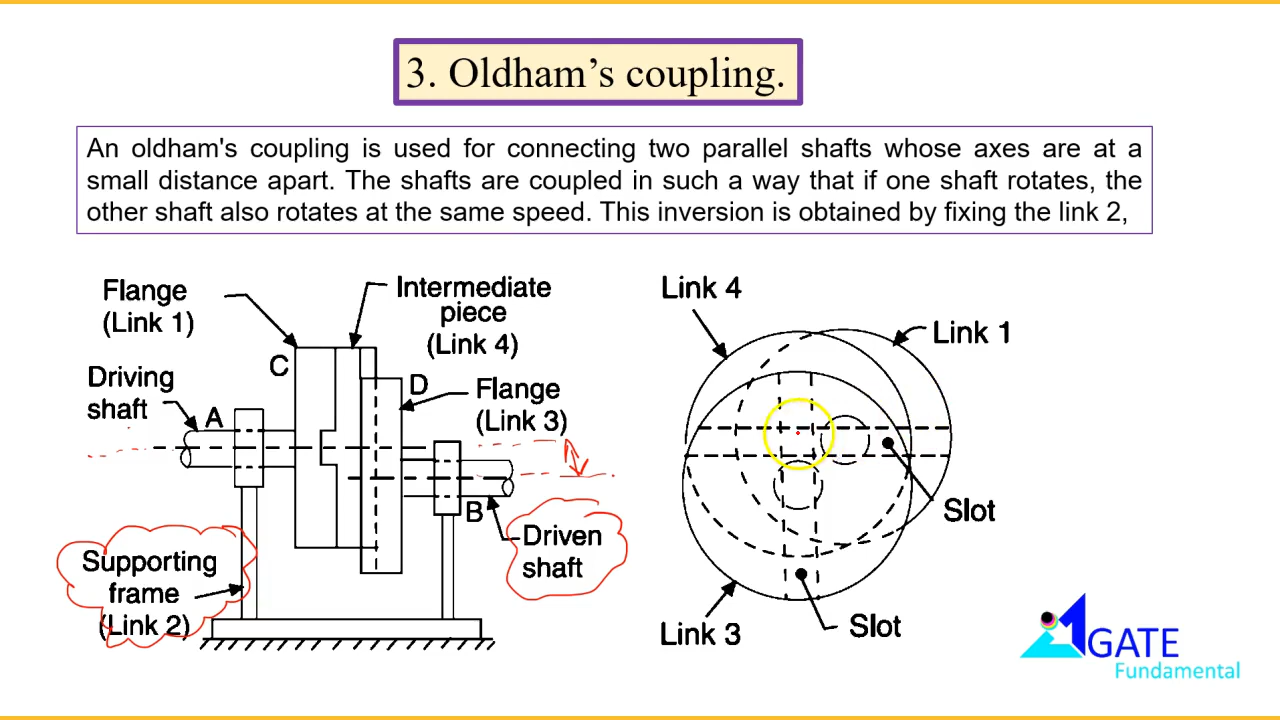 3. Oldham’s coupling.
An oldham's coupling is used for connecting two parallel shafts whose axes are at a
small distance apart. The shafts are coupled in such a way that if one shaft rotates, the
other shaft also rotates at the same speed. This inversion is obtained by fixing the link 2,
Flange
(Link 1)
Intermediate
piece
(Link 4)
C
D
Driving
shaft
A
Flange
(Link 3)
B
Driven
shaft
Supporting
frame
(Link 2)
Link 4
Link 1
Slot
Link 3
Slot
GATE
Fundamental